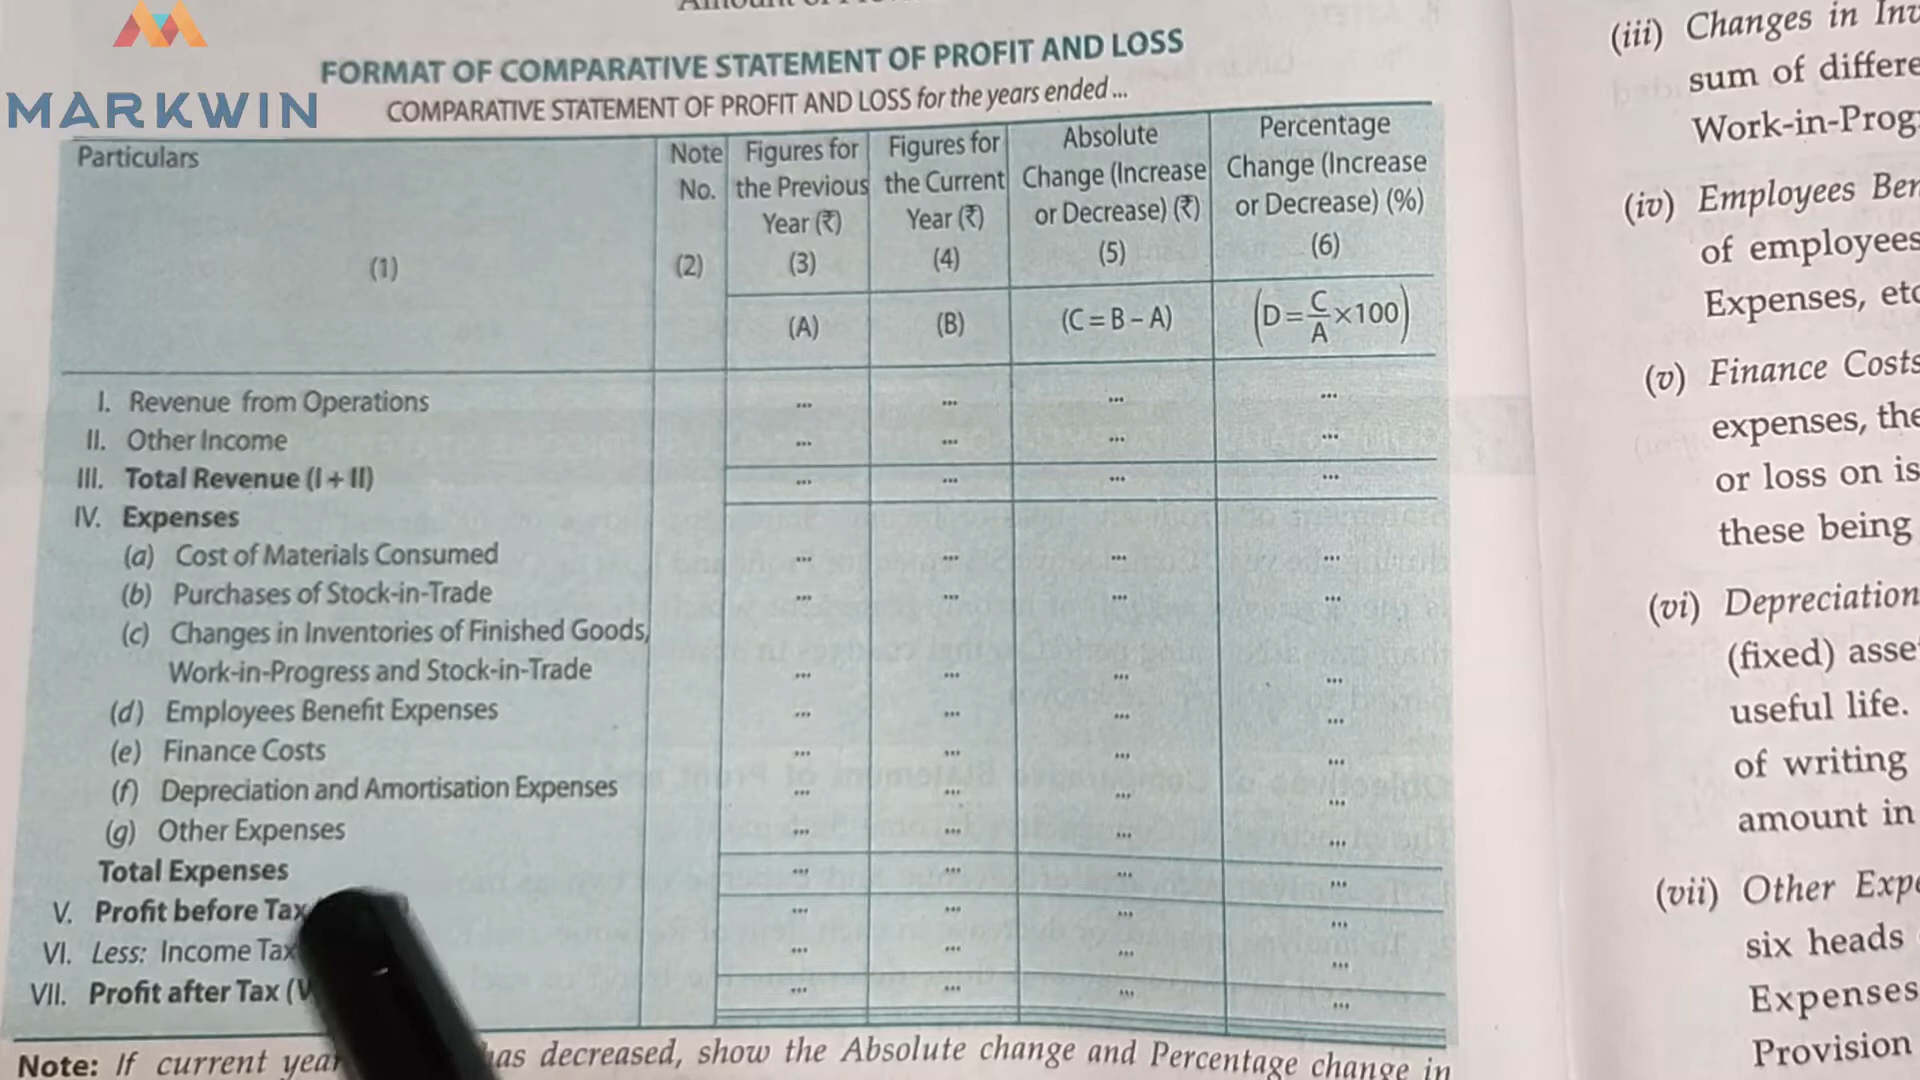 MARKWIN
FORMAT OF COMPARATIVE STATEMENT OF PROFIT AND LOSS
COMPARATIVE STATEMENT OF PROFIT AND LOSS for the years ended ...
Particulars
(1)
Note
No.
(2)
Figures for
the Previous
Year (₹)
(3)
(A)
Figures for
the Current
Year (₹)
(4)
(B)
Absolute
Change (Increase
or Decrease) (₹)
(5)
(C = B – A)
Percentage
Change (Increase
or Decrease) (%)
(6)
(D = C/A ×100)
I. Revenue from Operations ... ... ... ...
II. Other Income ... ... ... ...
III. Total Revenue (I + II) ... ... ... ...
IV. Expenses
(a) Cost of Materials Consumed ... ... ... ...
(b) Purchases of Stock-in-Trade ... ... ... ...
(c) Changes in Inventories of Finished Goods,
Work-in-Progress and Stock-in-Trade ... ... ... ...
(d) Employees Benefit Expenses ... ... ... ...
(e) Finance Costs ... ... ... ...
(f) Depreciation and Amortisation Expenses ... ... ... ...
(g) Other Expenses ... ... ... ...
Total Expenses ... ... ... ...
V. Profit before Tax ... ... ... ...
VI. Less: Income Tax ... ... ... ...
VII. Profit after Tax ... ... ... ...
Note: If current year has decreased, show the Absolute change and Percentage change in
(iii) Changes in
sum of
Work-in-
(iv) Employees
of employees
Expenses,
(v) Finance Costs
expenses, the
or loss on
these being
(vi) Depreciation
(fixed)
useful life.
of writing
amount in
(vii) Other
six heads
Expenses
Provision